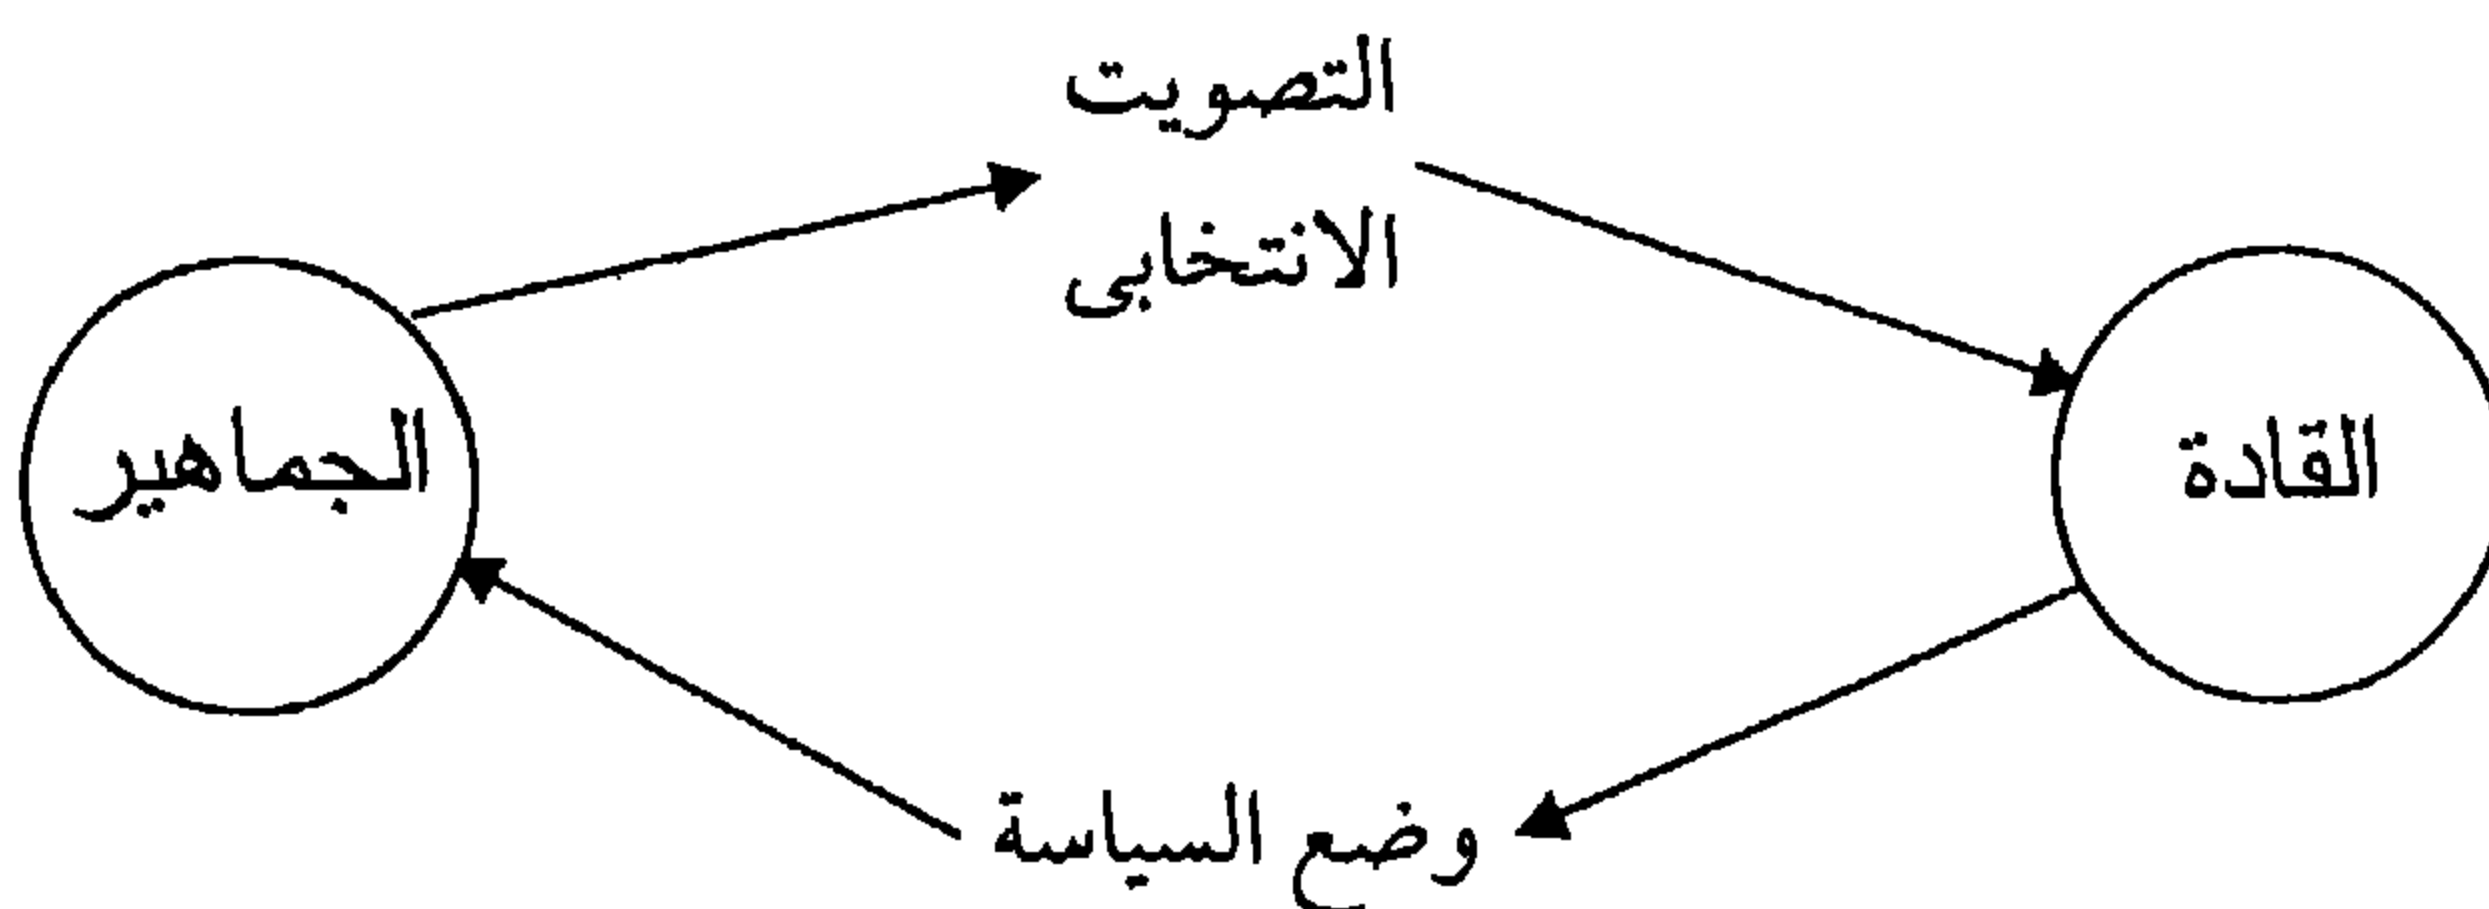 التصويت
الانتخابى
القادة
الجماهير
وضع السياسة